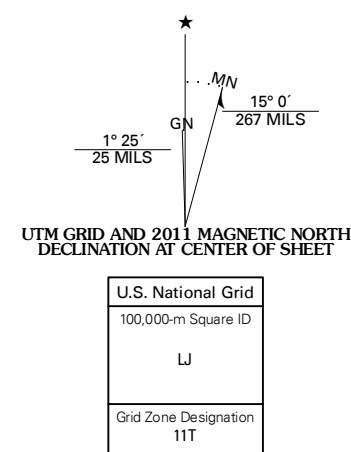 ★
MN
15° 0´
267 MILS
GN
1° 25´
25 MILS
UTM GRID AND 2011 MAGNETIC NORTH
DECLINATION AT CENTER OF SHEET
U.S. National Grid
100,000-m Square ID
LJ
Grid Zone Designation
11T